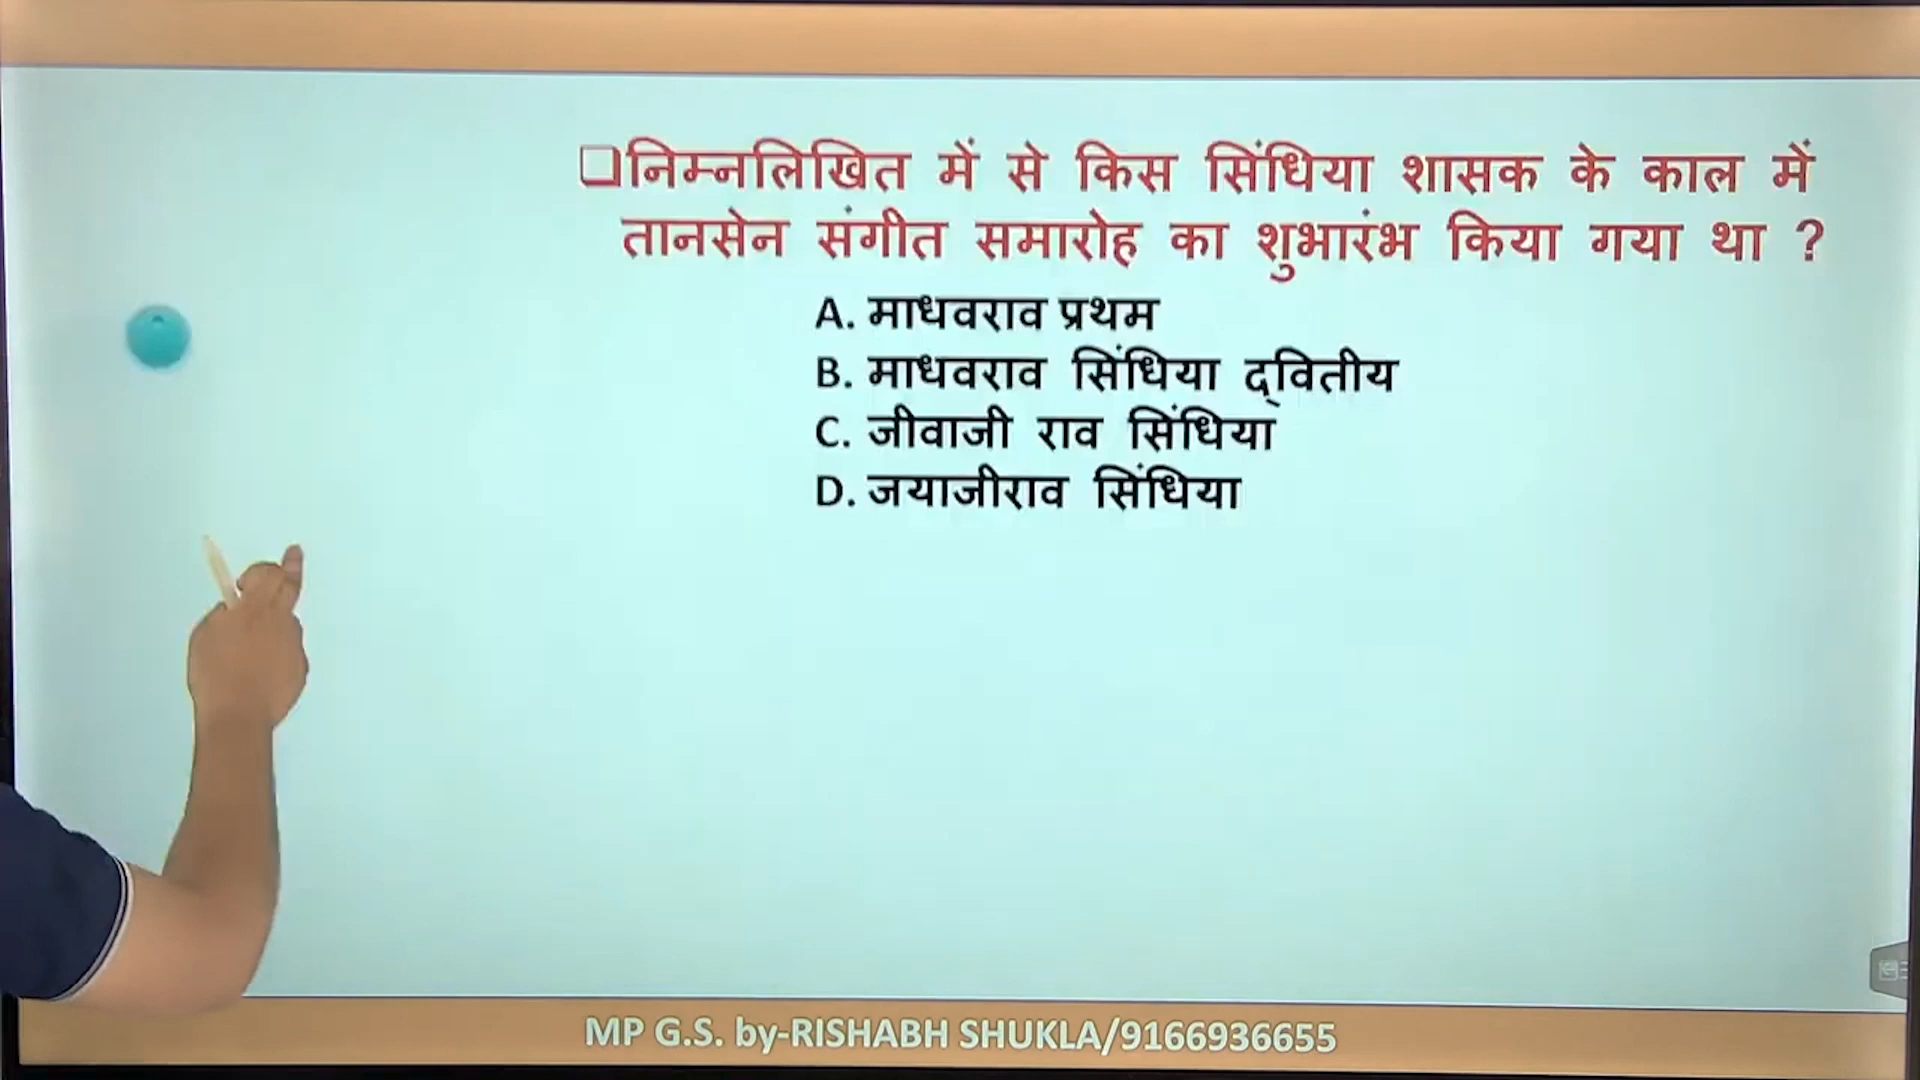 ❑निम्नलिखित में से किस सिंधिया शासक के काल में
तानसेन संगीत समारोह का शुभारंभ किया गया था ?
A. माधवराव प्रथम
B. माधवराव सिंधिया द्वितीय
C. जीवाजी राव सिंधिया
D. जयाजीराव सिंधिया
MP G.S. by-RISHABH SHUKLA/9166936655